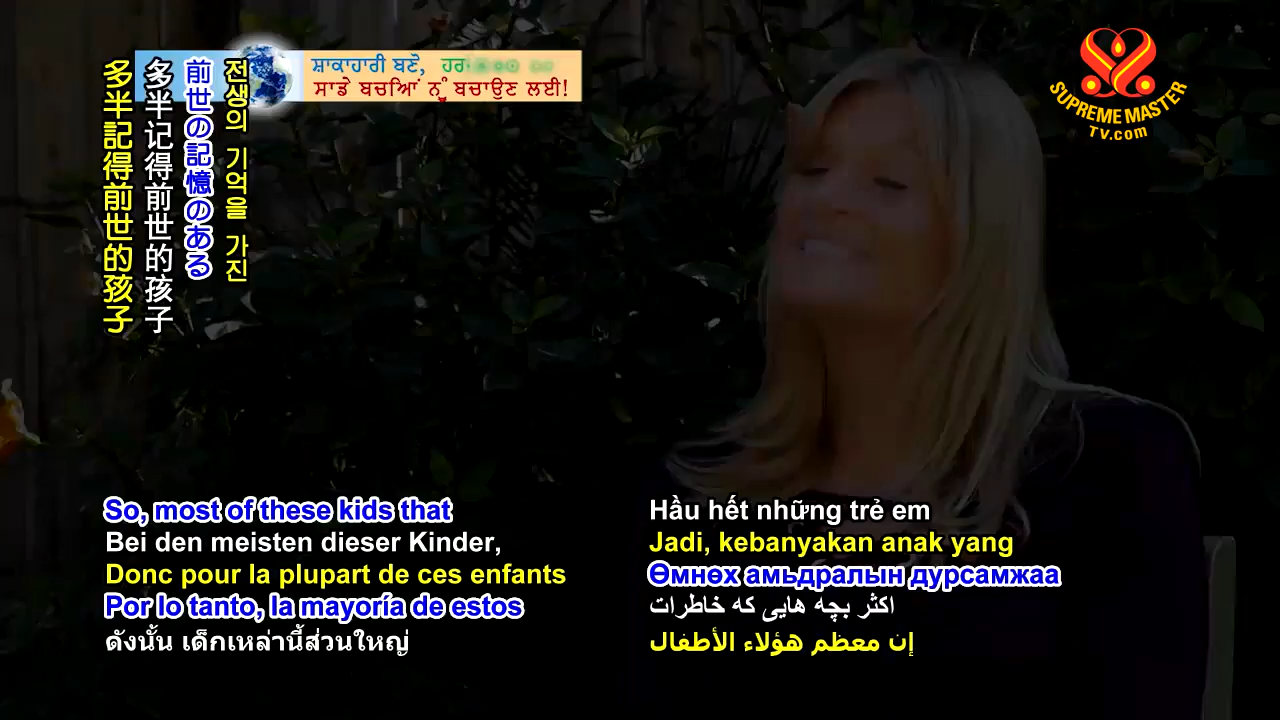 ਸ਼ਾਕਾਹਾਰੀ ਬਣੋ, ਹਰ
ਸਾਡੇ ਬਚਿਆਂ ਨੂੰ ਬਚਾਉਣ ਲਈ!
SUPREME MASTER
TV.com
전생의 기억을 가진
前世の記憶のある
多半记得前世的孩子
多半記得前世的孩子
So, most of these kids that
Bei den meisten dieser Kinder,
Donc pour la plupart de ces enfants
Por lo tanto, la mayoría de estos
ดังนั้น เด็กเหล่านี้ส่วนใหญ่
Hầu hết những trẻ em
Jadi, kebanyakan anak yang
Өмнөх амьдралын дурсамжаа
اکثر بچه هایی که خاطرات
إن معظم هؤلاء الأطفال